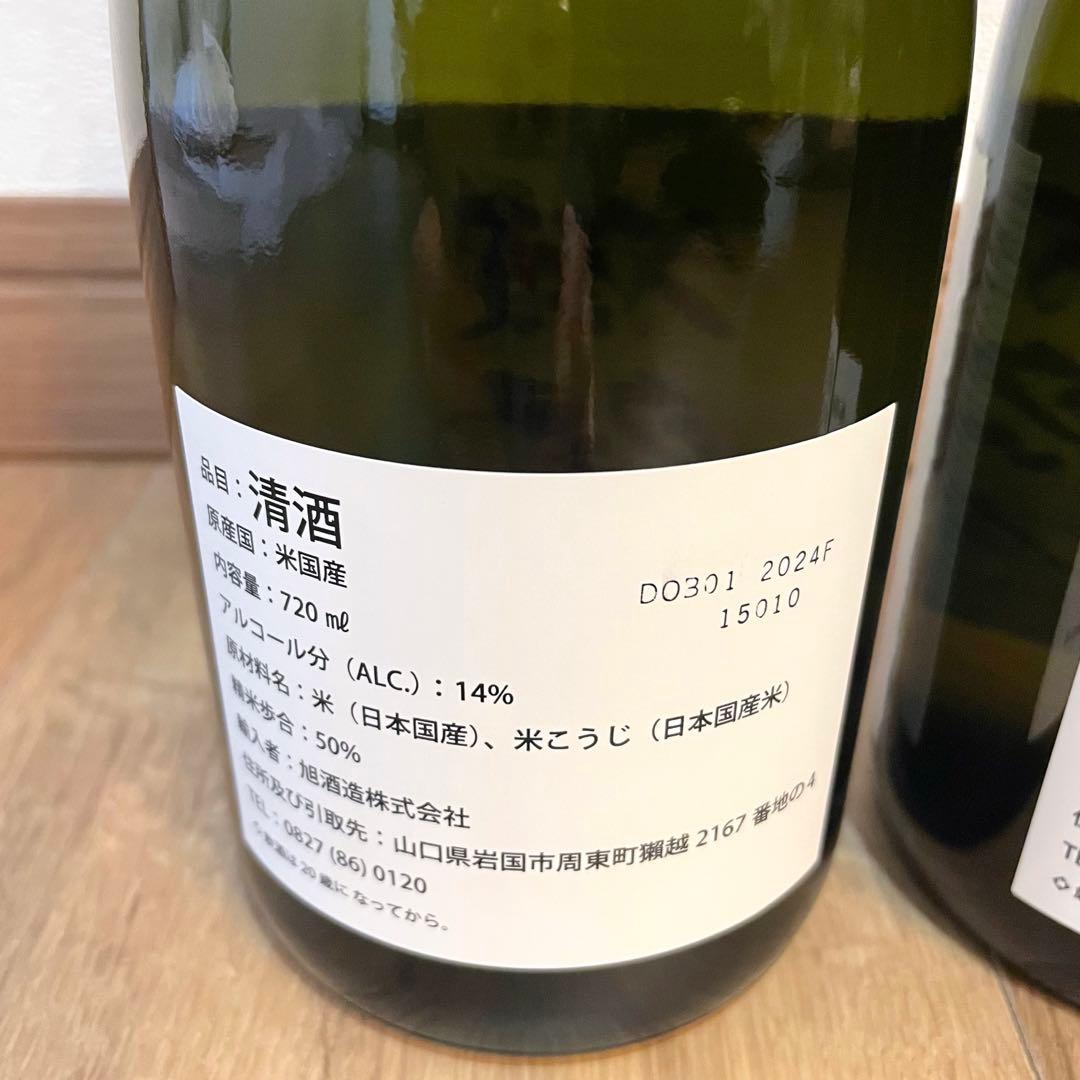 品目：清酒
原産国：米国産
内容量：720 ㎖
アルコール分（ALC.）：14%
原材料名：米（日本国産）、米こうじ（日本国産米）
精米歩合：50%
輸入者：旭酒造株式会社
住所及び引取先：山口県岩国市周東町獺越 2167 番地の4
TEL：0827 (86) 0120
◇お酒は 20 歳になってから。
DO301 2024F
15010
TE